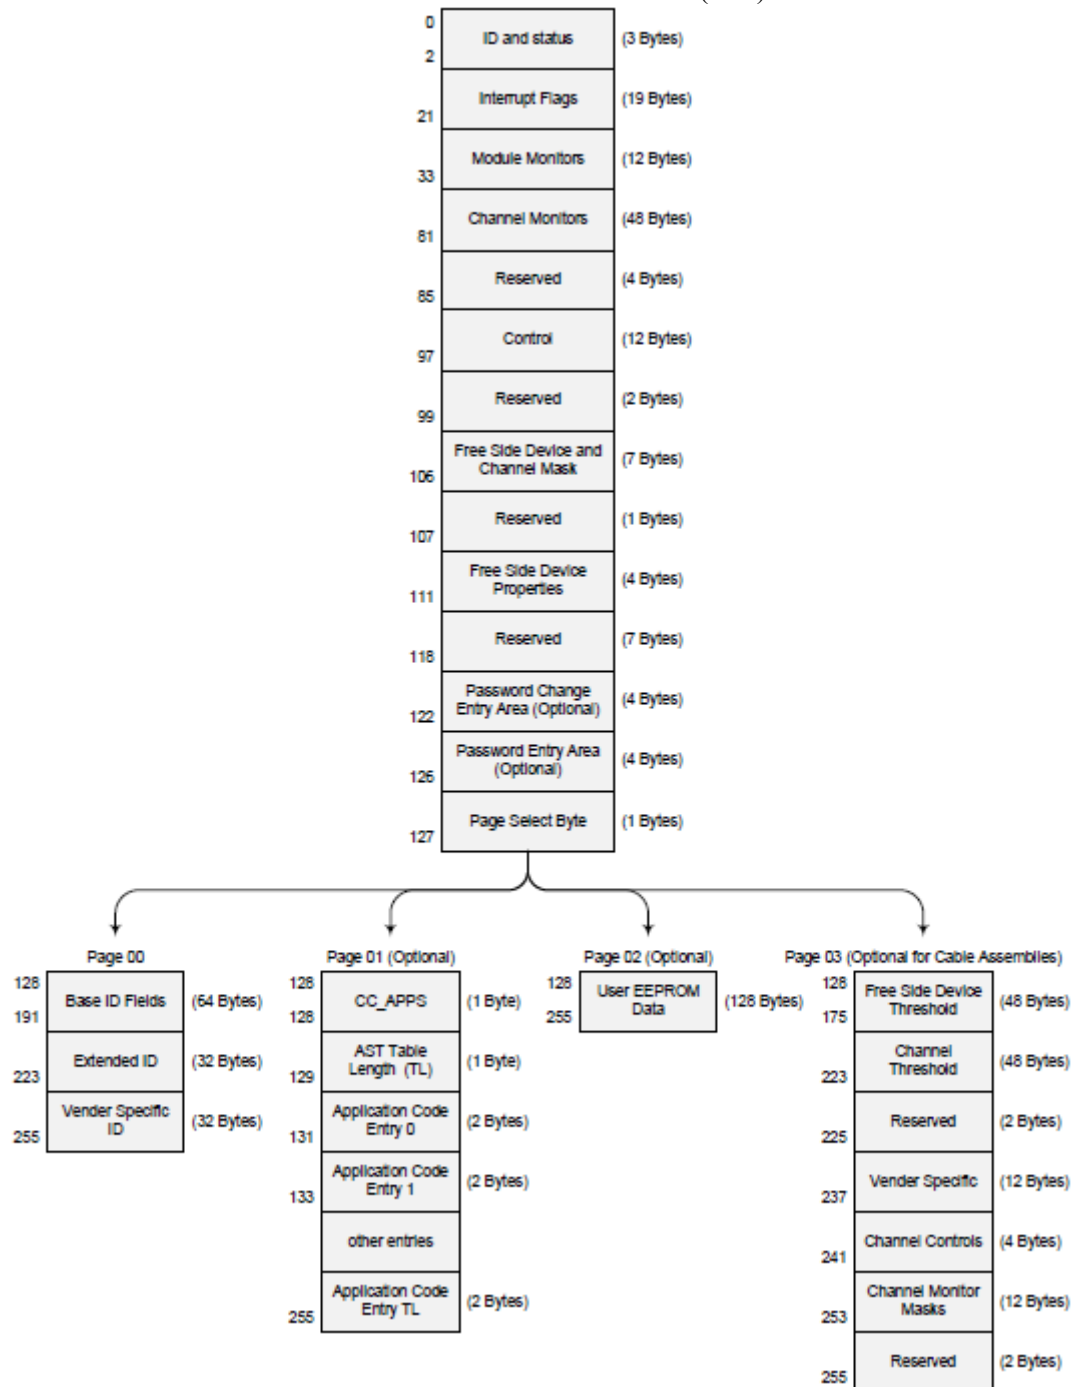 0
ID and status
(3 Bytes)
2
Interrupt Flags
(19 Bytes)
21
Module Monitors
(12 Bytes)
33
Channel Monitors
(48 Bytes)
81
Reserved
(4 Bytes)
85
Control
(12 Bytes)
97
Reserved
(2 Bytes)
99
Free Side Device and
Channel Mask
(7 Bytes)
106
Reserved
(1 Bytes)
107
Free Side Device
Properties
(4 Bytes)
111
Reserved
(7 Bytes)
118
Password Change
Entry Area (Optional)
(4 Bytes)
122
Password Entry Area
(Optional)
(4 Bytes)
126
Page Select Byte
(1 Bytes)
127
Page 00
128
Base ID Fields
(64 Bytes)
191
Extended ID
(32 Bytes)
223
Vender Specific
ID
(32 Bytes)
255
Page 01 (Optional)
128
CC_APPS
(1 Byte)
128
AST Table
Length (TL)
(1 Byte)
129
Application Code
Entry 0
(2 Bytes)
131
Application Code
Entry 1
(2 Bytes)
133
other entries
Application Code
Entry TL
(2 Bytes)
255
Page 02 (Optional)
128
User EEPROM
Data
(128 Bytes)
255
Page 03 (Optional for Cable Assemblies)
128
Free Side Device
Threshold
(48 Bytes)
175
Channel
Threshold
(48 Bytes)
223
Reserved
(2 Bytes)
225
Vender Specific
(12 Bytes)
237
Channel Controls
(4 Bytes)
241
Channel Monitor
Masks
(12 Bytes)
253
Reserved
(2 Bytes)
255